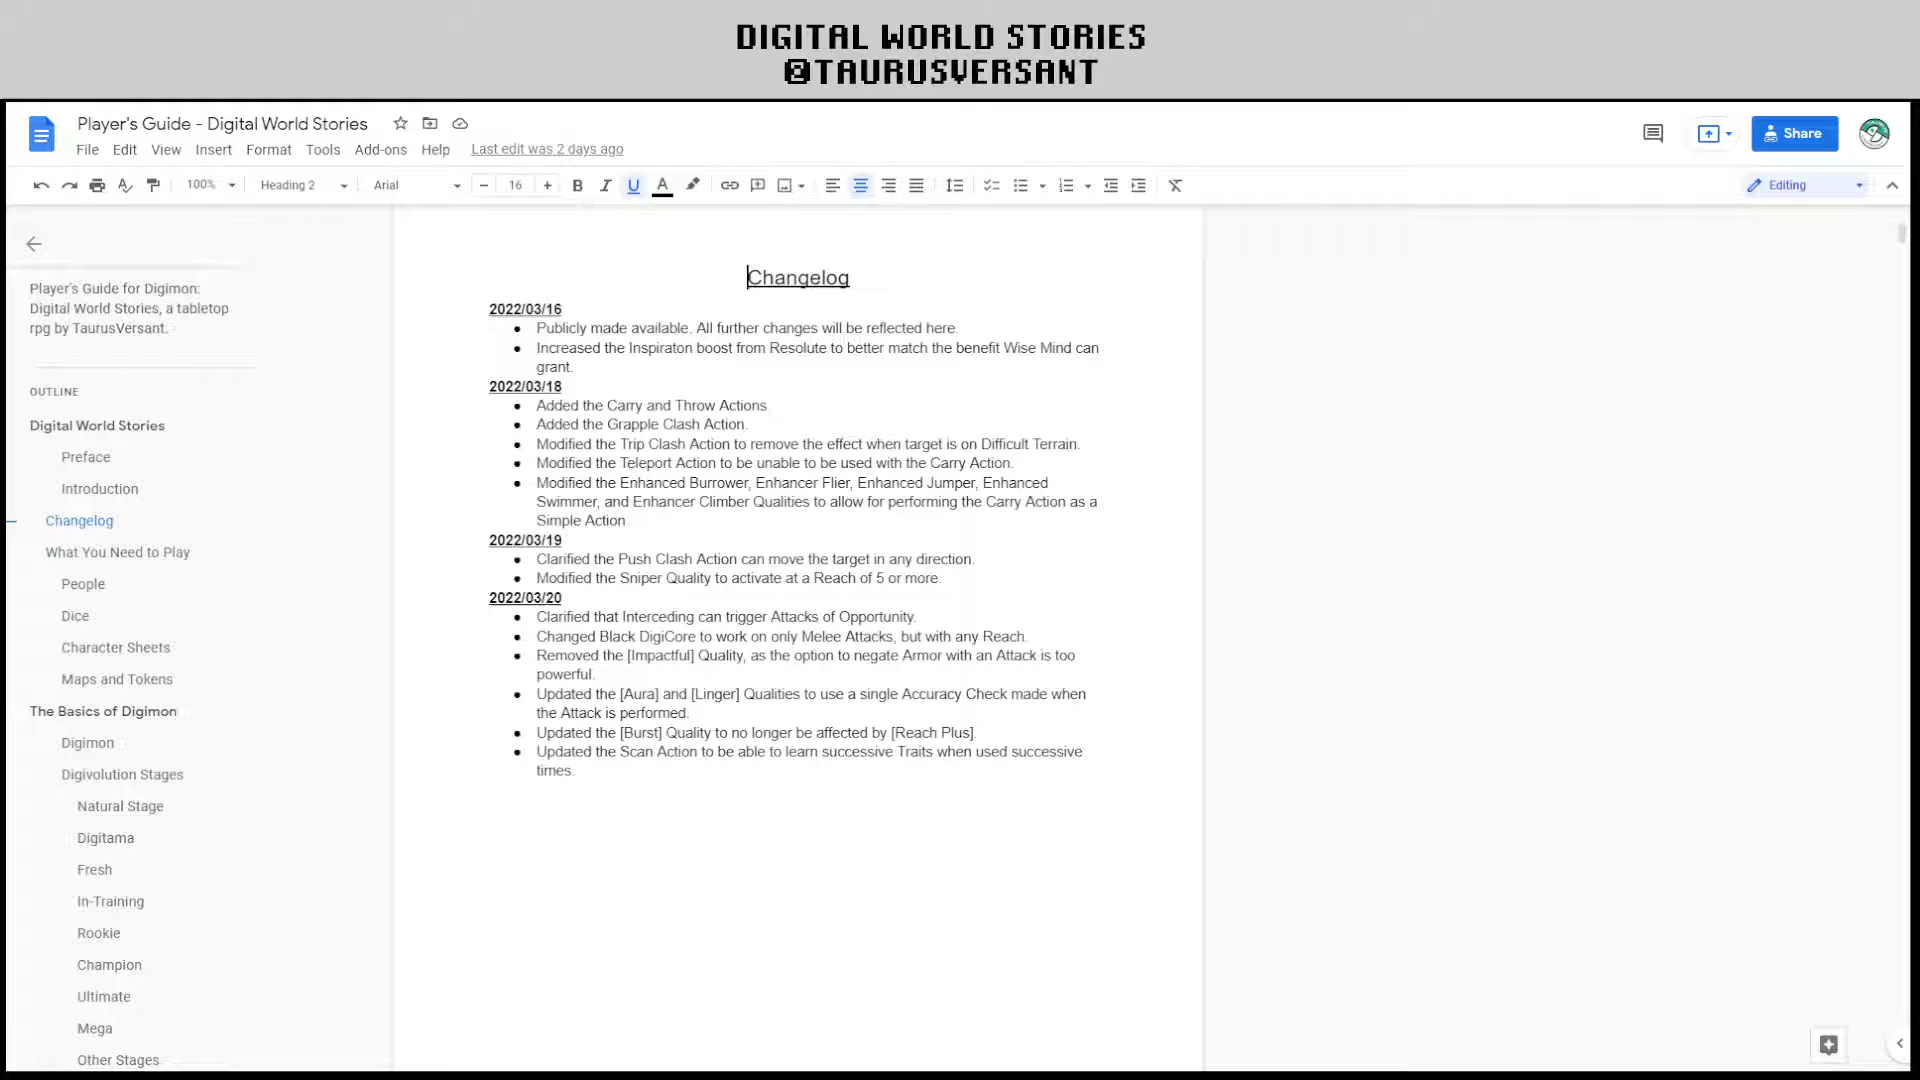 DIGITAL WORLD STORIES
@TAURUSVERSANT
Player's Guide - Digital World Stories
File Edit View Insert Format Tools Add-ons Help Last edit was 2 days ago
Share
100% Heading 2 Arial 16 B I U A Editing
Player's Guide for Digimon:
Digital World Stories, a tabletop
rpg by TaurusVersant.
OUTLINE
Digital World Stories
Preface
Introduction
Changelog
What You Need to Play
People
Dice
Character Sheets
Maps and Tokens
The Basics of Digimon
Digimon
Digivolution Stages
Natural Stage
Digitama
Fresh
In-Training
Rookie
Champion
Ultimate
Mega
Other Stages
Changelog
2022/03/16
● Publicly made available. All further changes will be reflected here.
● Increased the Inspiraton boost from Resolute to better match the benefit Wise Mind can
grant.
2022/03/18
● Added the Carry and Throw Actions
● Added the Grapple Clash Action.
● Modified the Trip Clash Action to remove the effect when target is on Difficult Terrain.
● Modified the Teleport Action to be unable to be used with the Carry Action.
● Modified the Enhanced Burrower, Enhancer Flier, Enhanced Jumper, Enhanced
Swimmer, and Enhancer Climber Qualities to allow for performing the Carry Action as a
Simple Action
2022/03/19
● Clarified the Push Clash Action can move the target in any direction.
● Modified the Sniper Quality to activate at a Reach of 5 or more.
2022/03/20
● Clarified that Interceding can trigger Attacks of Opportunity.
● Changed Black DigiCore to work on only Melee Attacks, but with any Reach.
● Removed the [Impactful] Quality, as the option to negate Armor with an Attack is too
powerful.
● Updated the [Aura] and [Linger] Qualities to use a single Accuracy Check made when
the Attack is performed.
● Updated the [Burst] Quality to no longer be affected by [Reach Plus].
● Updated the Scan Action to be able to learn successive Traits when used successive
times.